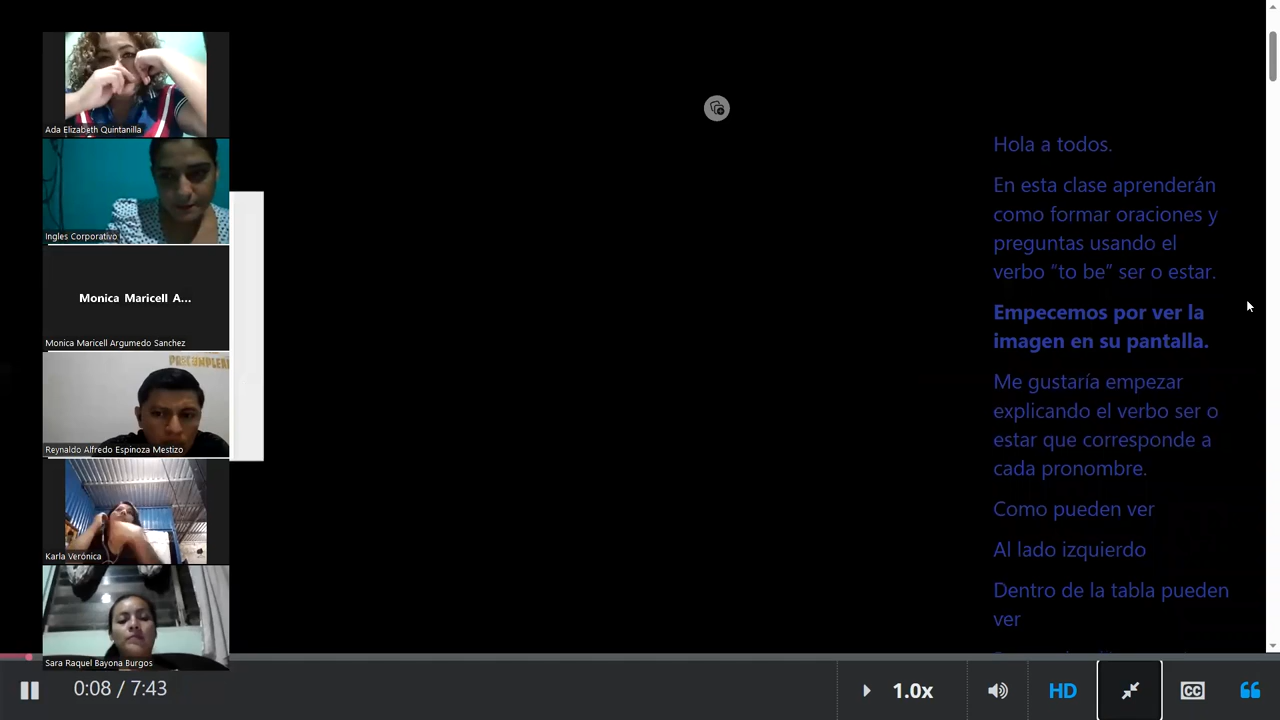 Ada Elizabeth Quintanilla
Ingles Corporativo
Monica Maricell A...
Monica Maricell Argumedo Sanchez
PRECUMPLEA
Reynaldo Alfredo Espinoza Mestizo
Karla Verónica
Sara Raquel Bayona Burgos
Hola a todos.
En esta clase aprenderán
como formar oraciones y
preguntas usando el
verbo "to be" ser o estar.
Empecemos por ver la
imagen en su pantalla.
Me gustaría empezar
explicando el verbo ser o
estar que corresponde a
cada pronombre.
Como pueden ver
Al lado izquierdo
Dentro de la tabla pueden
ver
0:08 / 7:43
1.0x
HD
CC